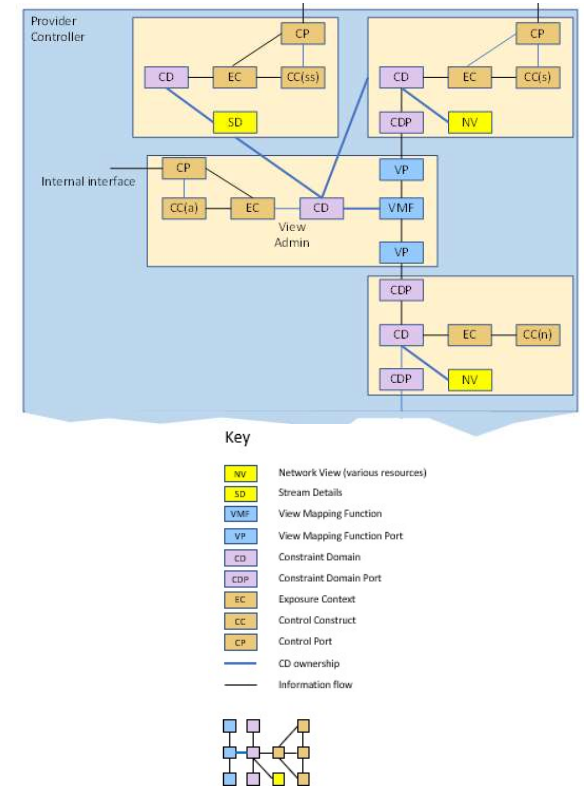 Provider
Controller
CP
CP
CD
EC
CC(ss)
CD
EC
CC(s)
SD
CDP
NV
CP
VP
Internal interface
CC(a)
EC
CD
VMF
View
Admin
VP
CDP
CD
EC
CC(n)
CDP
NV
Key
NV Network View (various resources)
SD Stream Details
VMF View Mapping Function
VP View Mapping Function Port
CD Constraint Domain
CDP Constraint Domain Port
EC Exposure Context
CC Control Construct
CP Control Port
CD ownership
Information flow